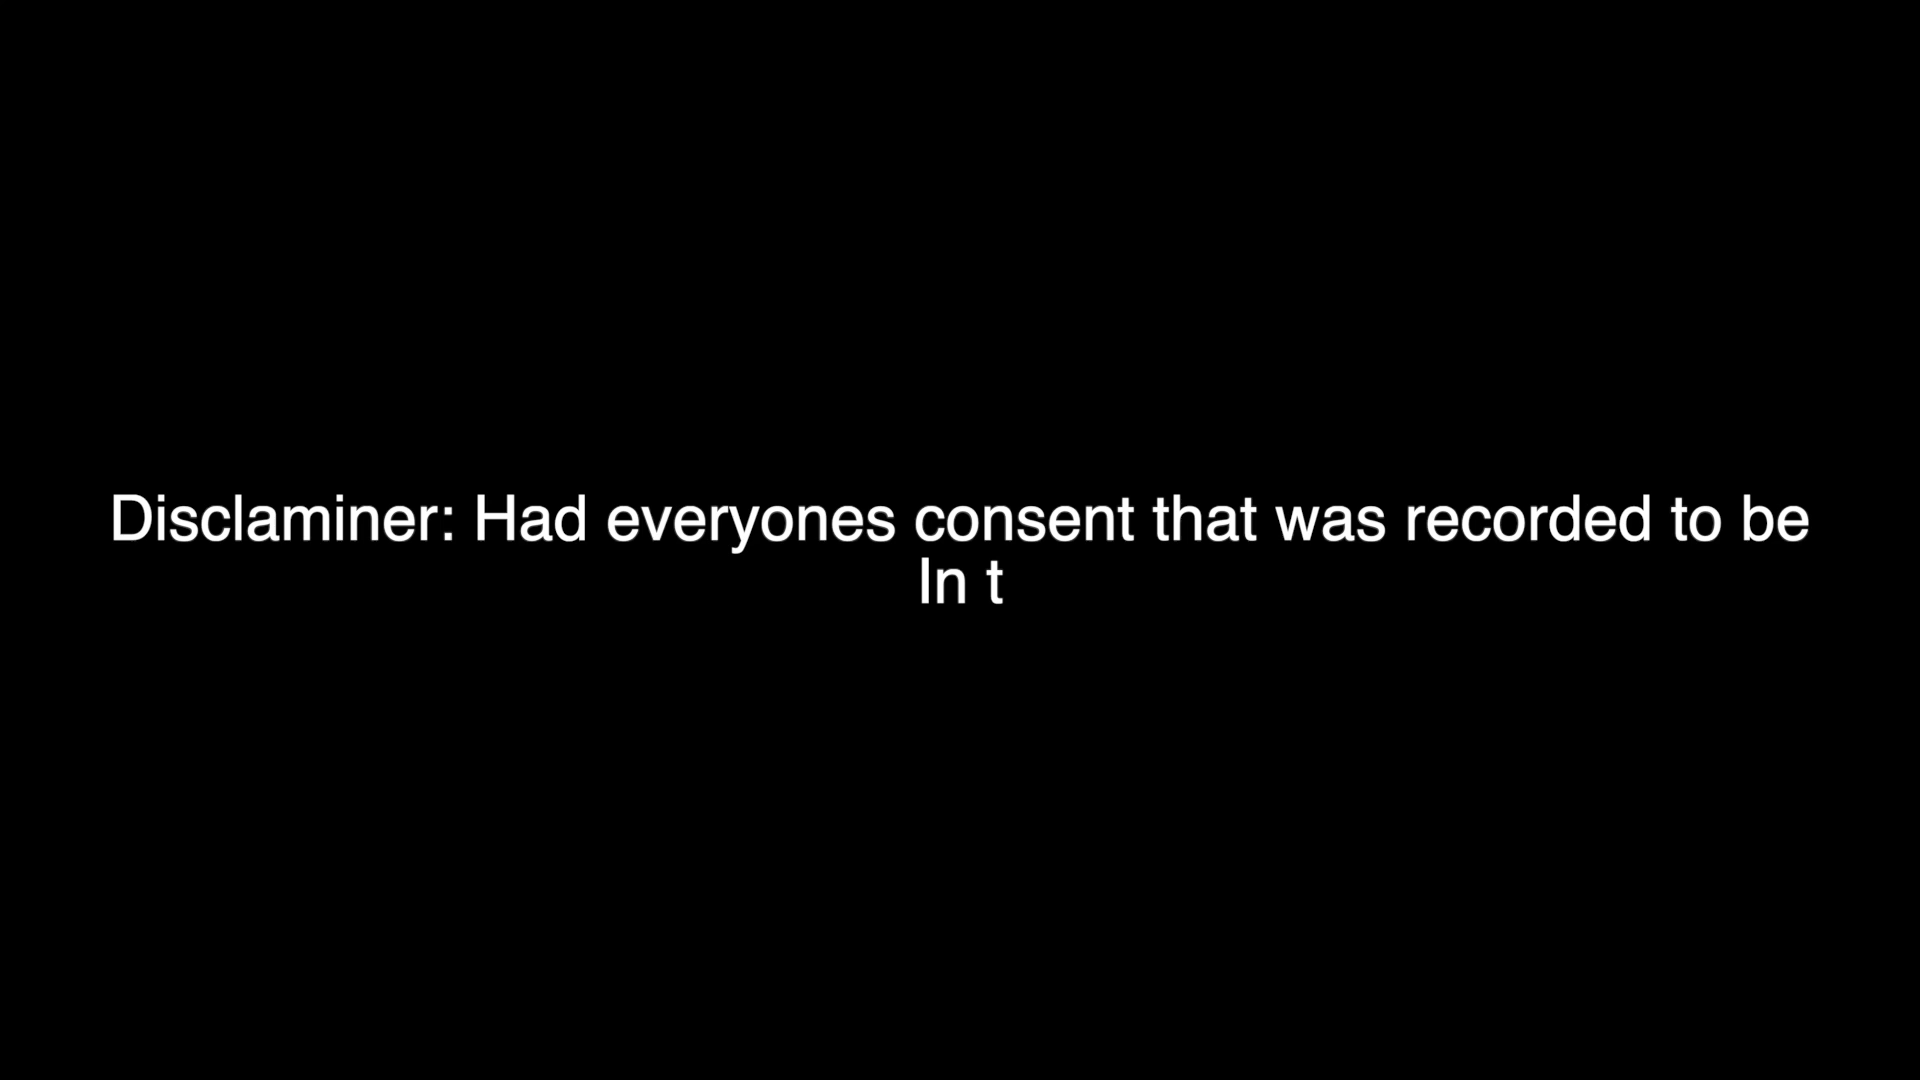 Disclaminer: Had everyones consent that was recorded to be
In t